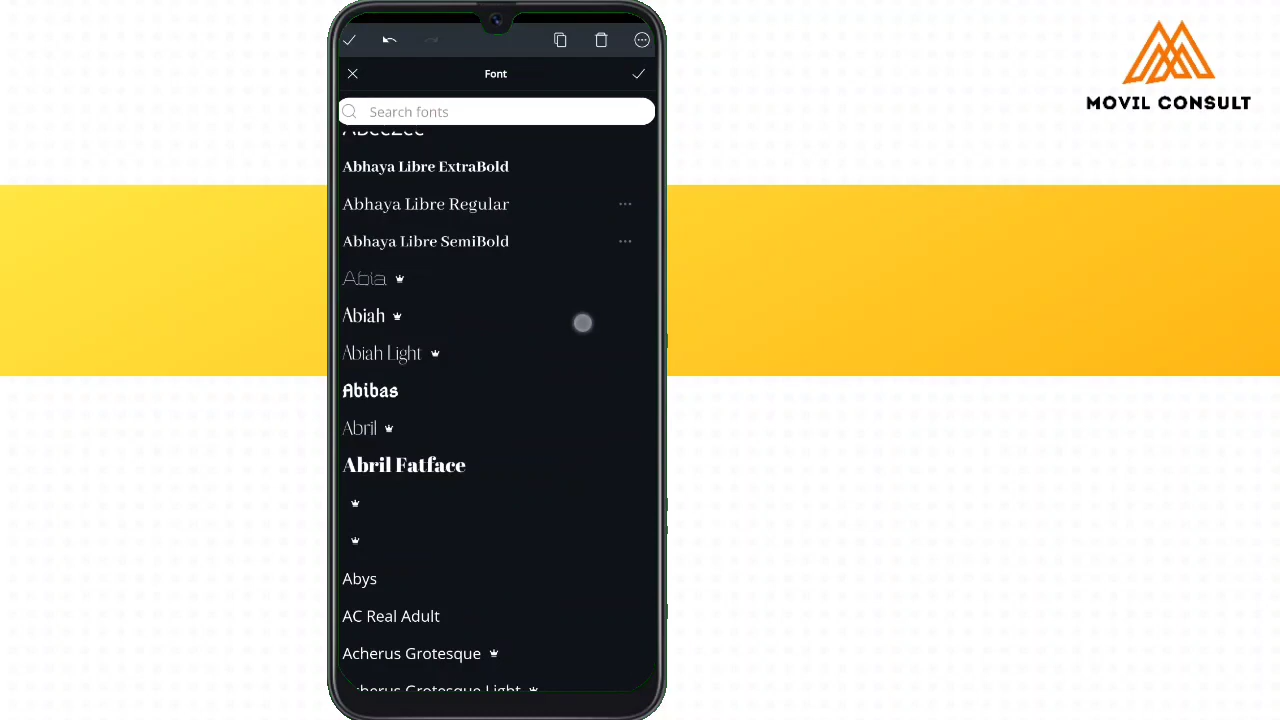 MOVIL CONSULT
Font
Search fonts
ABeeZee
Abhaya Libre ExtraBold
Abhaya Libre Regular
Abhaya Libre SemiBold
Abia
Abiah
Abiah Light
Abibas
Abril
Abril Fatface
Abys
AC Real Adult
Acherus Grotesque
Acherus Grotesque Light